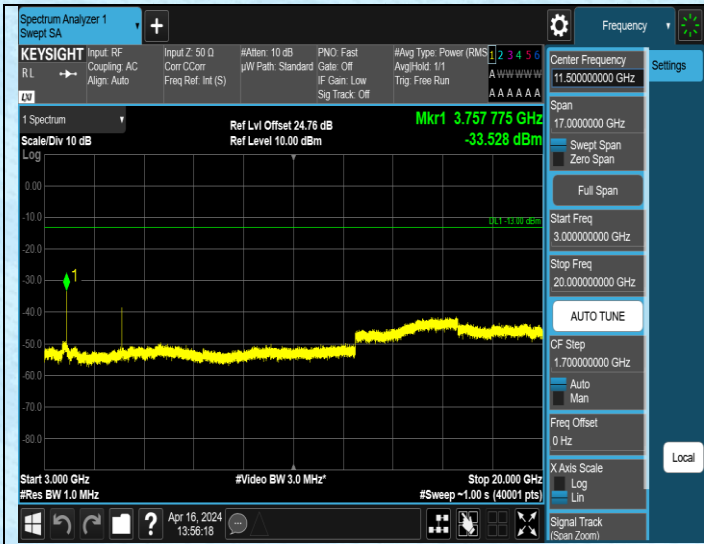 Spectrum Analyzer 1
Swept SA
+
Frequency
KEYSIGHT
RL
LXI
Input: RF
Coupling: AC
Align: Auto
Input Z: 50 Ω
Corr CCorr
Freq Ref: Int (S)
#Atten: 10 dB
µW Path: Standard
PNO: Fast
Gate: Off
IF Gain: Low
Sig Track: Off
#Avg Type: Power (RMS
Avg|Hold: 1/1
Trig: Free Run
1 2 3 4 5 6
A W W W W W
A A A A A A
1 Spectrum
Scale/Div 10 dB
Log
Ref Lvl Offset 24.76 dB
Ref Level 10.00 dBm
Mkr1 3.757 775 GHz
-33.528 dBm
0.00
-10.0
-20.0
-30.0
-40.0
-50.0
-60.0
-70.0
-80.0
DL1 -13.00 dBm
1
Start 3.000 GHz
#Res BW 1.0 MHz
#Video BW 3.0 MHz*
Stop 20.000 GHz
#Sweep ~1.00 s (40001 pts)
?
Apr 16, 2024
13:56:18
Center Frequency
11.500000000 GHz
Span
17.0000000 GHz
Swept Span
Zero Span
Full Span
Start Freq
3.000000000 GHz
Stop Freq
20.000000000 GHz
AUTO TUNE
CF Step
1.700000000 GHz
Auto
Man
Freq Offset
0 Hz
X Axis Scale
Log
Lin
Signal Track
(Span Zoom)
Settings
Local